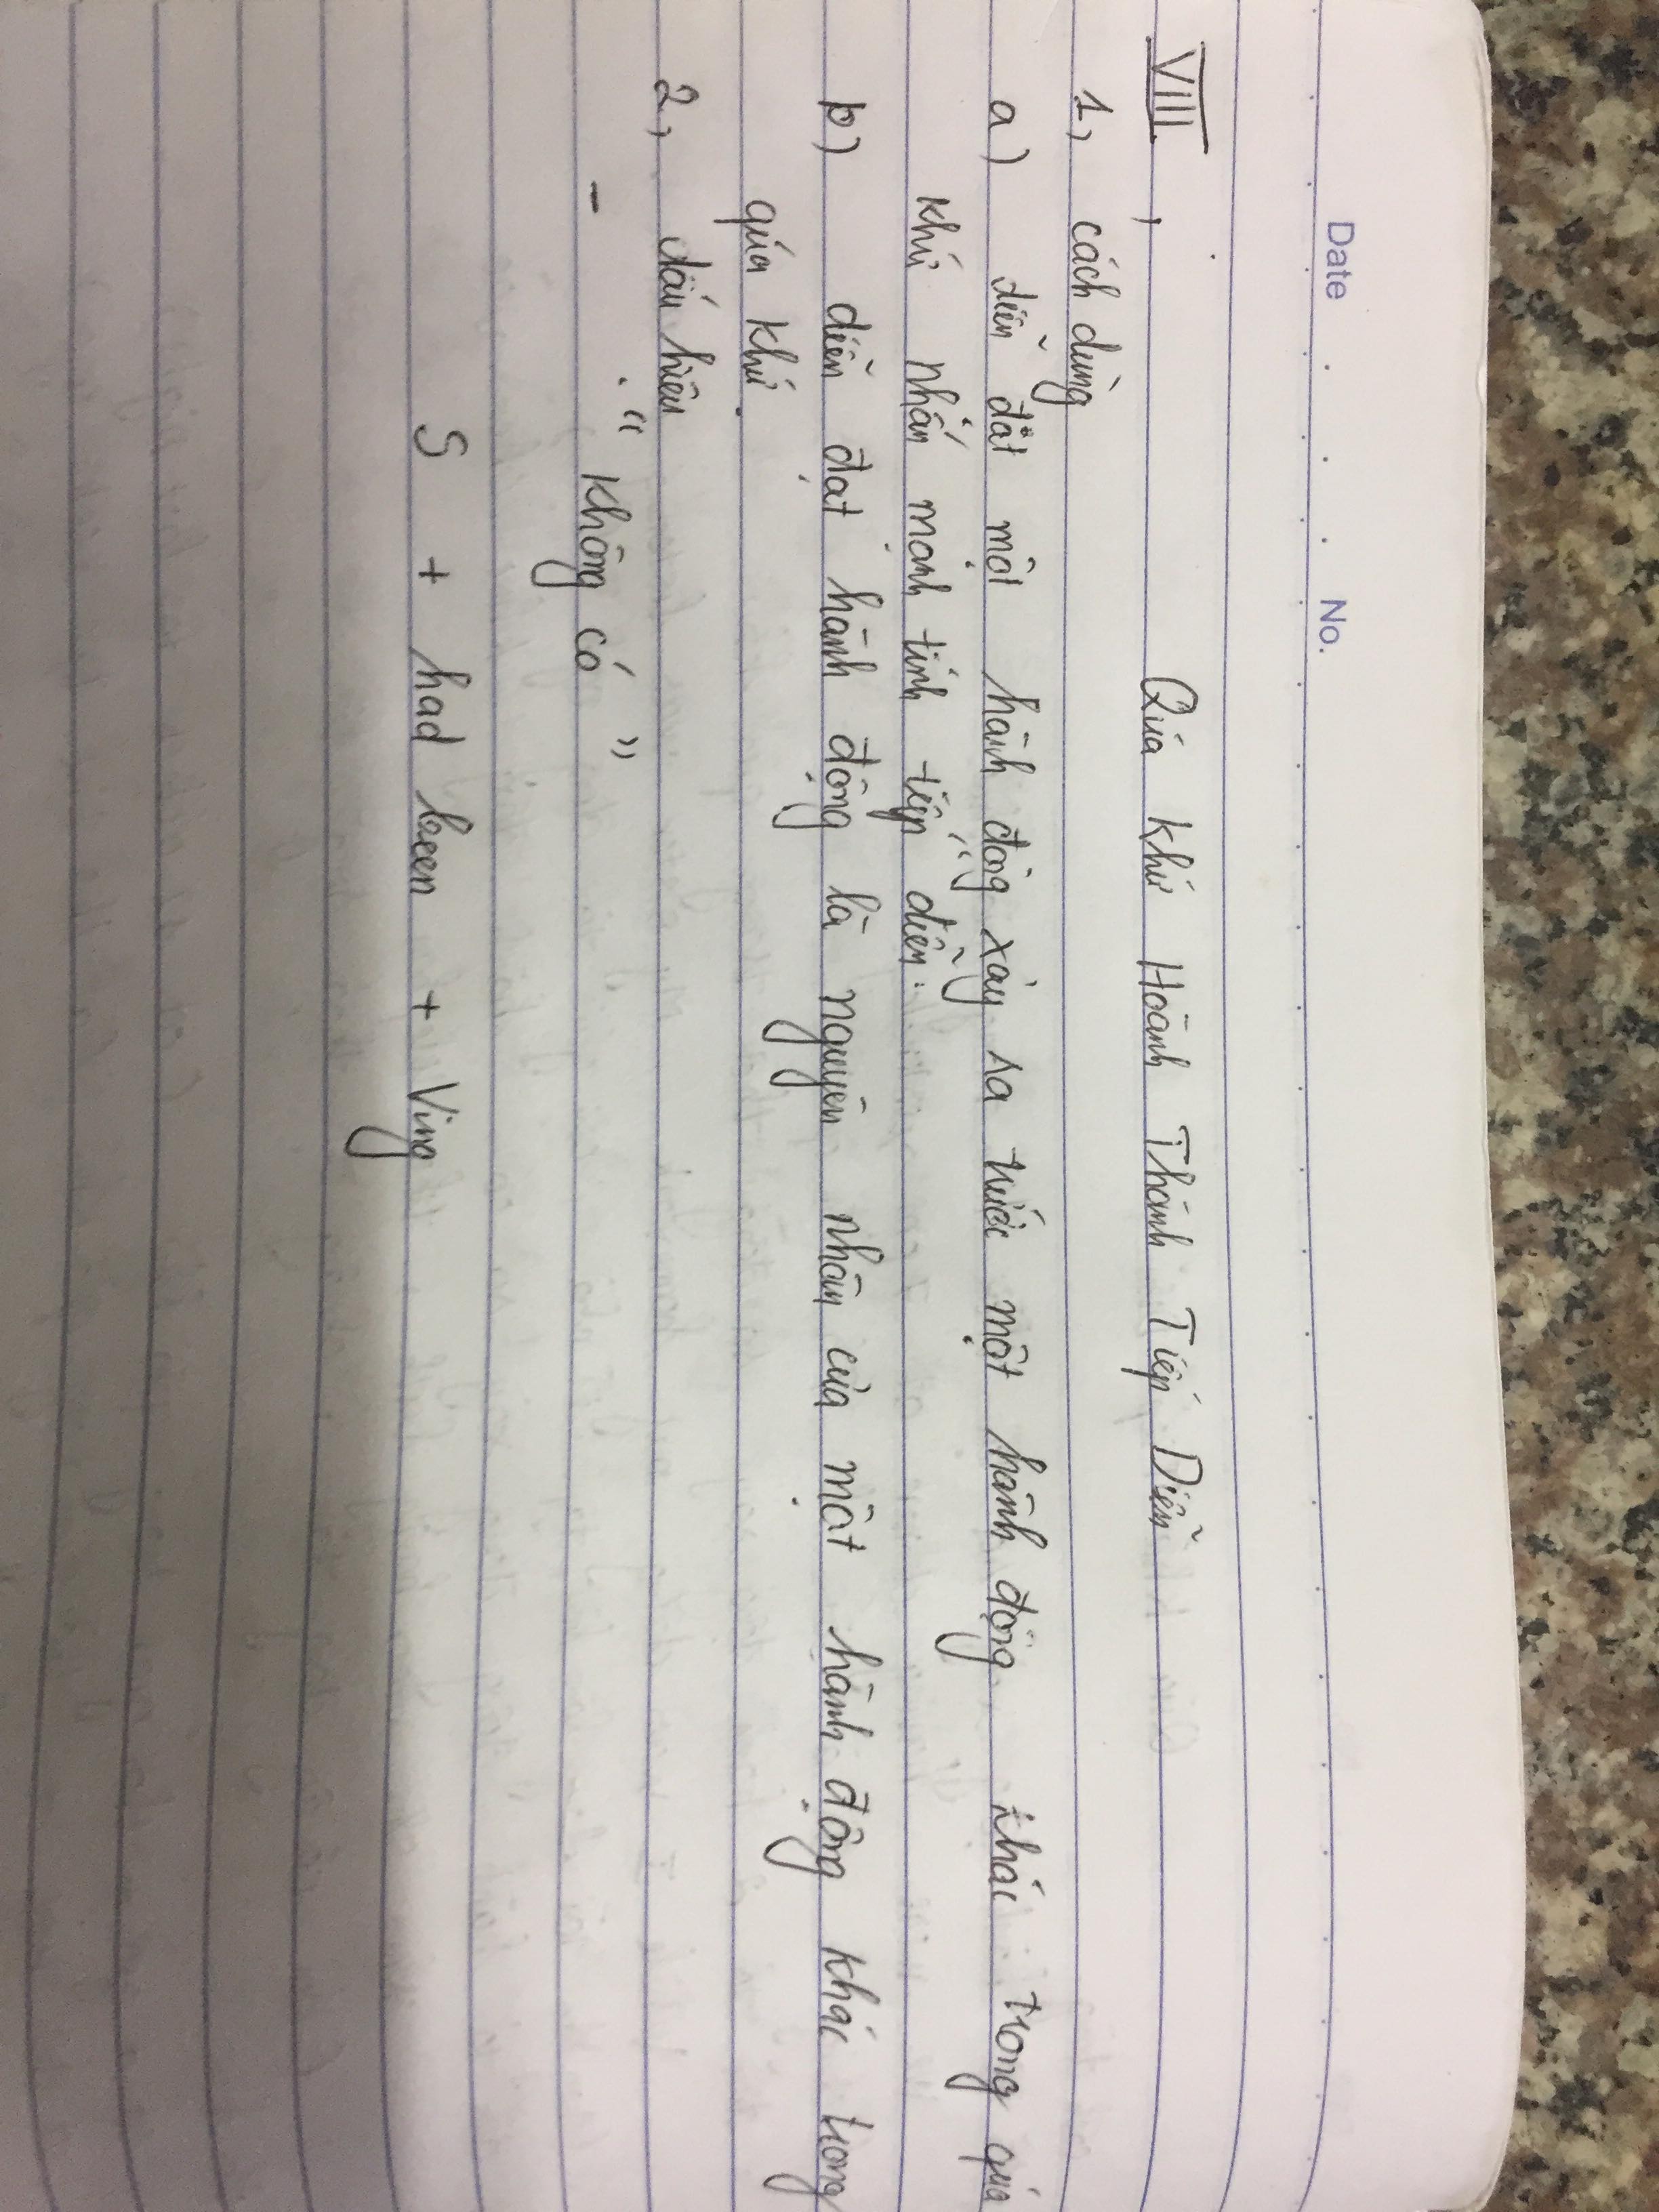 Date No.
VIII, Quá khứ Hoành Thành Tiếp Diễn
1, cách dùng
a) diễn đạt một hành động xảy ra trước một hành động khác trong quá
khứ nhấn mạnh tính tiếp diễn.
b) diễn đạt hành động là nguyên nhân của một hành động khác trong
quá khứ.
2, dấu hiệu
- "không có"
S + had been + Ving